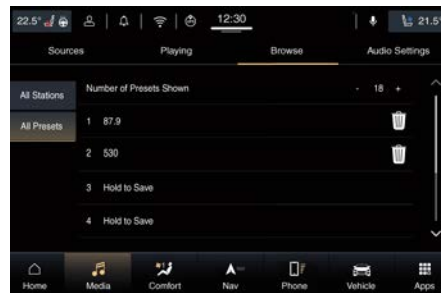 22.5° 12:30 21.5°
Sources Playing Browse Audio Settings
All Stations
Number of Presets Shown - 18 +
All Presets
1 87.9
2 530
3 Hold to Save
4 Hold to Save
Home Media Comfort Nav Phone Vehicle Apps